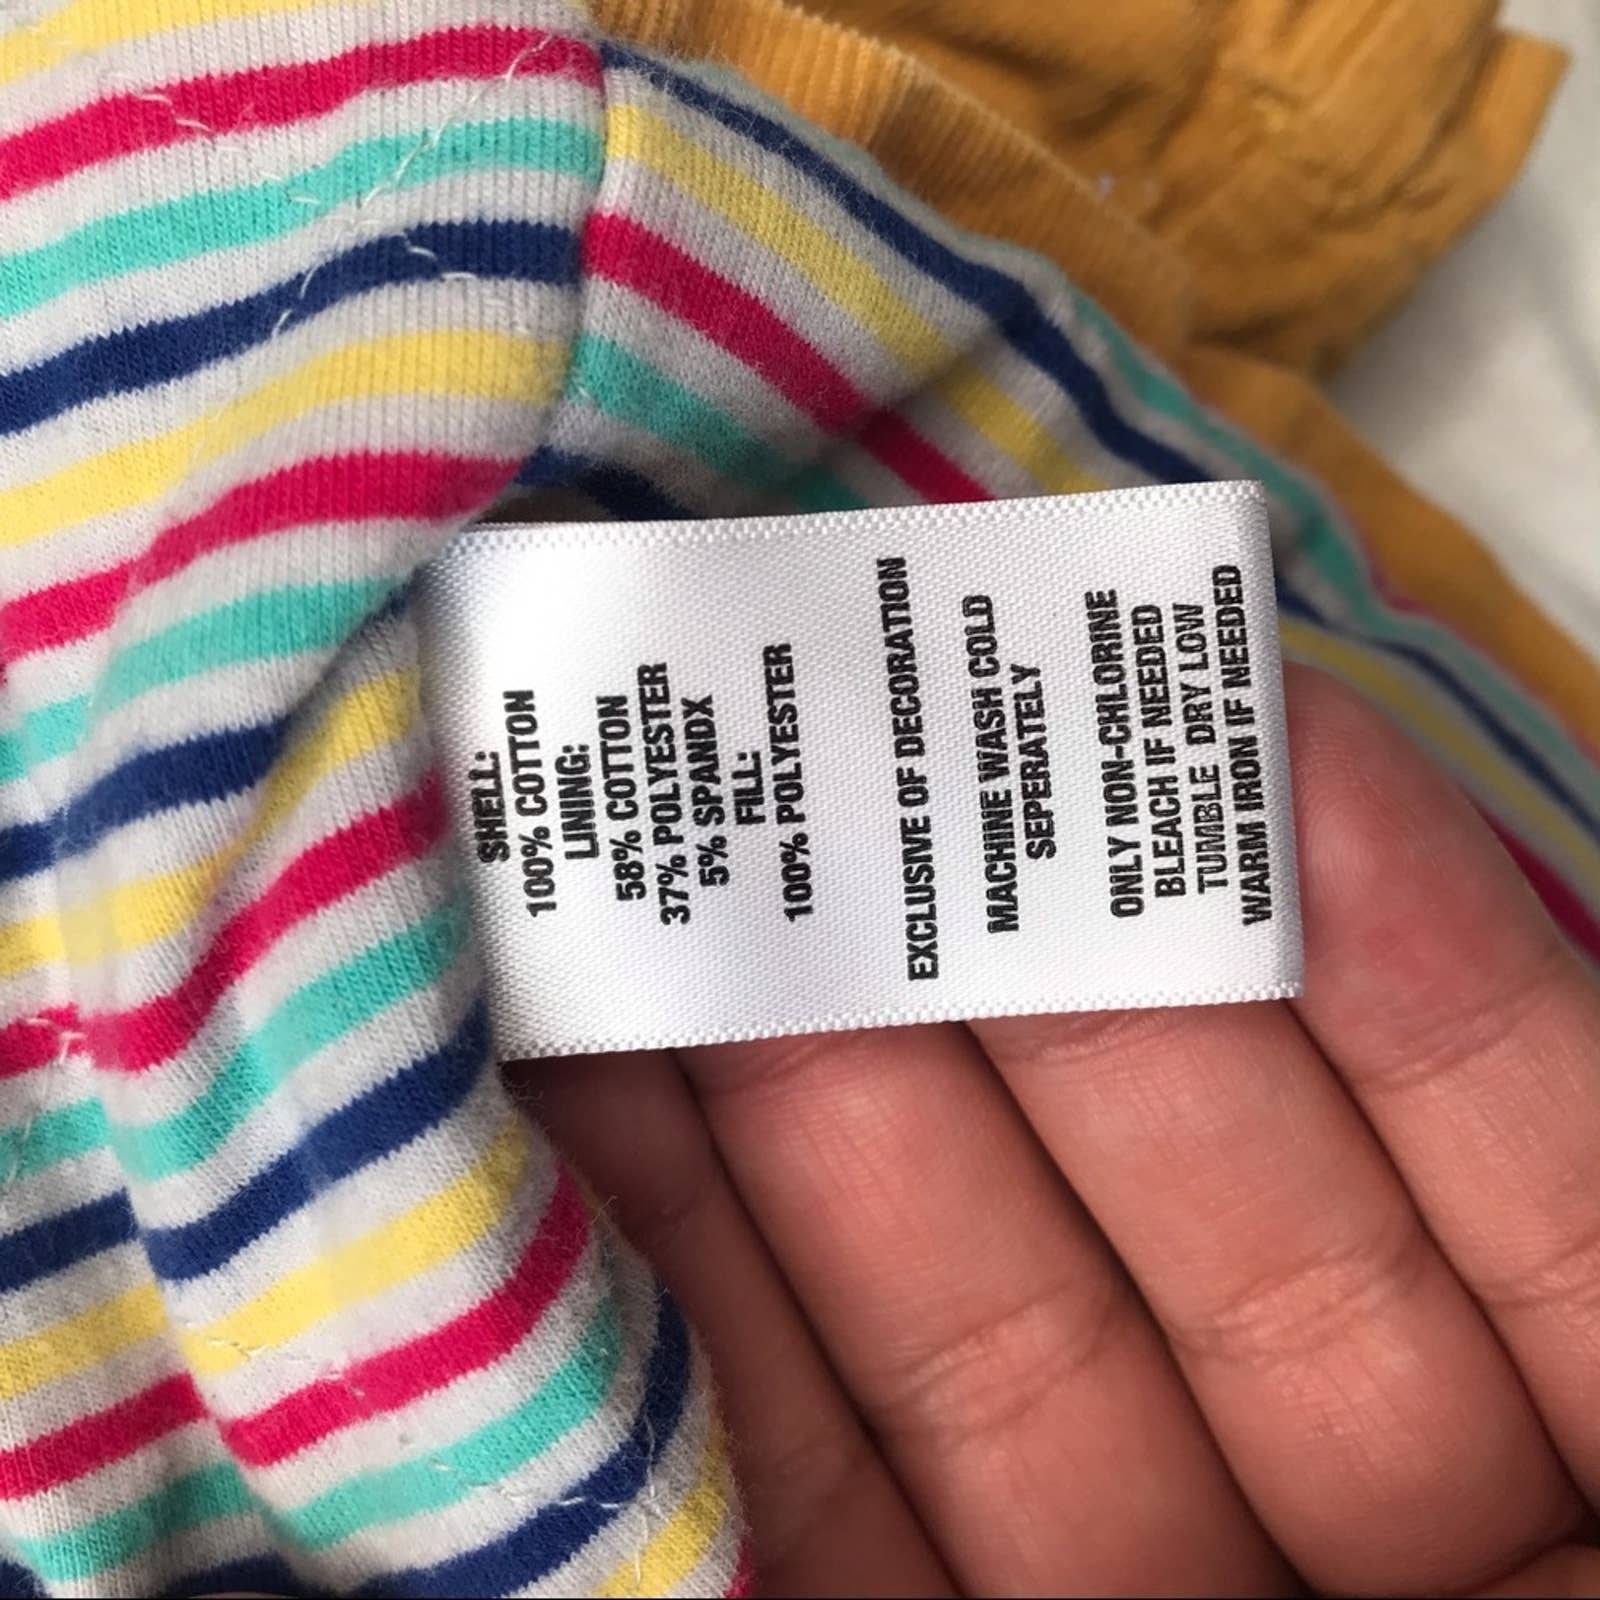 SHELL:
100% COTTON
LINING:
58% COTTON
37% POLYESTER
5% SPANDX
FILL:
100% POLYESTER
EXCLUSIVE OF DECORATION
MACHINE WASH COLD
SEPERATELY
ONLY NON-CHLORINE
BLEACH IF NEEDED
TUMBLE DRY LOW
WARM IRON IF NEEDED